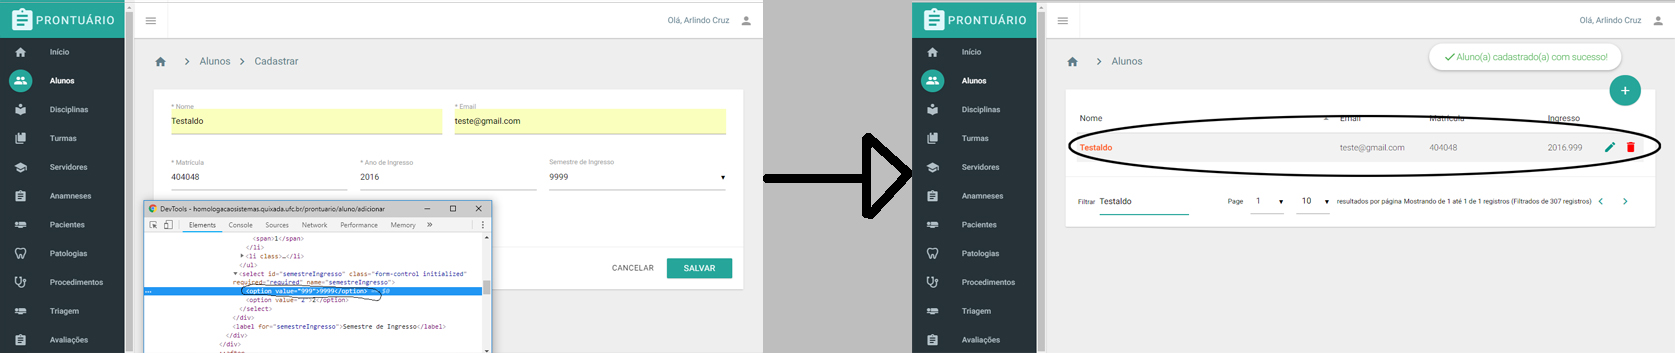 PRONTUÁRIO
Olá, Arlindo Cruz
Início
Alunos
Disciplinas
Turmas
Servidores
Anamneses
Pacientes
Patologias
Procedimentos
Triagem
Avaliações
Alunos
Cadastrar
* Nome
Testaldo
* Email
teste@gmail.com
* Matrícula
404048
* Ano de Ingresso
2016
Semestre de Ingresso
9999
CANCELAR
SALVAR
DevTools - homologacaosistemas.quixada.ufc.br/prontuario/aluno/adicionar
Elements Console Sources Network Performance Memory »
<span>1</span>
</li>
<li class>…</li>
</ul>
<select id="semestreIngresso" class="form-control initialized"
required="required" name="semestreIngresso">
<option value="999">9999</option> $0
<option value="2">2</option>
</select>
</div>
<label for="semestreIngresso">Semestre de Ingresso</label>
</div>
</div>
::after
PRONTUÁRIO
Olá, Arlindo Cruz
Início
Alunos
Disciplinas
Turmas
Servidores
Anamneses
Pacientes
Patologias
Procedimentos
Triagem
Avaliações
Alunos
Aluno(a) cadastrado(a) com sucesso!
Nome Email Matrícula Ingresso
Testaldo teste@gmail.com 404048 2016.999
Filtrar Testaldo Page 1 10 resultados por página Mostrando de 1 até 1 de 1 registros (Filtrados de 307 registros)